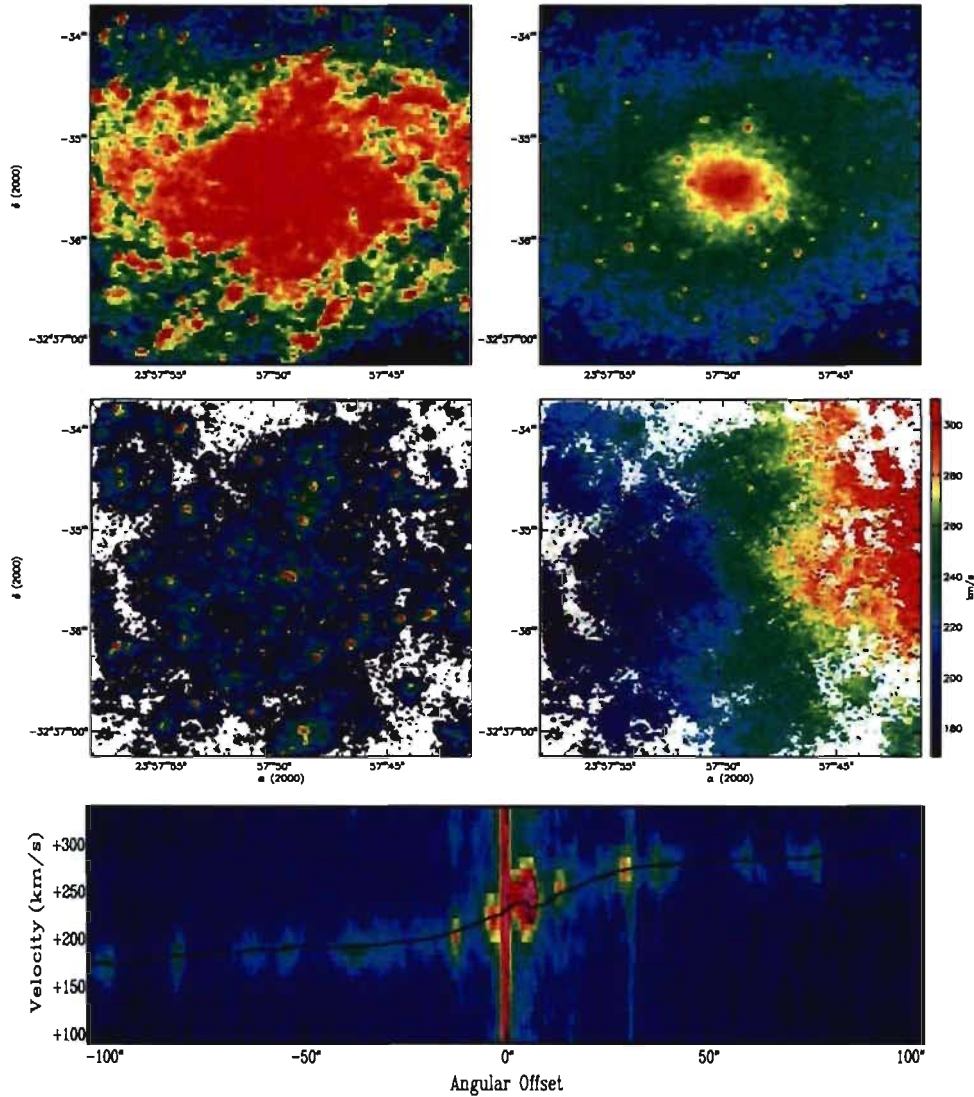 -34ᵐ
-35ᵐ
-36ᵐ
-32°37ᵐ00ˢ
δ (2000)
23ʰ57ᵐ55ˢ 57ᵐ50ˢ 57ᵐ45ˢ
-34ᵐ
-35ᵐ
-36ᵐ
-32°37ᵐ00ˢ
23ʰ57ᵐ55ˢ 57ᵐ50ˢ 57ᵐ45ˢ
-34ᵐ
-35ᵐ
-36ᵐ
-32°37ᵐ00ˢ
δ (2000)
23ʰ57ᵐ55ˢ 57ᵐ50ˢ 57ᵐ45ˢ
α (2000)
-34ᵐ
-35ᵐ
-36ᵐ
-32°37ᵐ00ˢ
23ʰ57ᵐ55ˢ 57ᵐ50ˢ 57ᵐ45ˢ
α (2000)
300
280
260
240
220
200
180
km/s
+300
+250
+200
+150
+100
Velocity (km/s)
-100" -50" 0" 50" 100"
Angular Offset